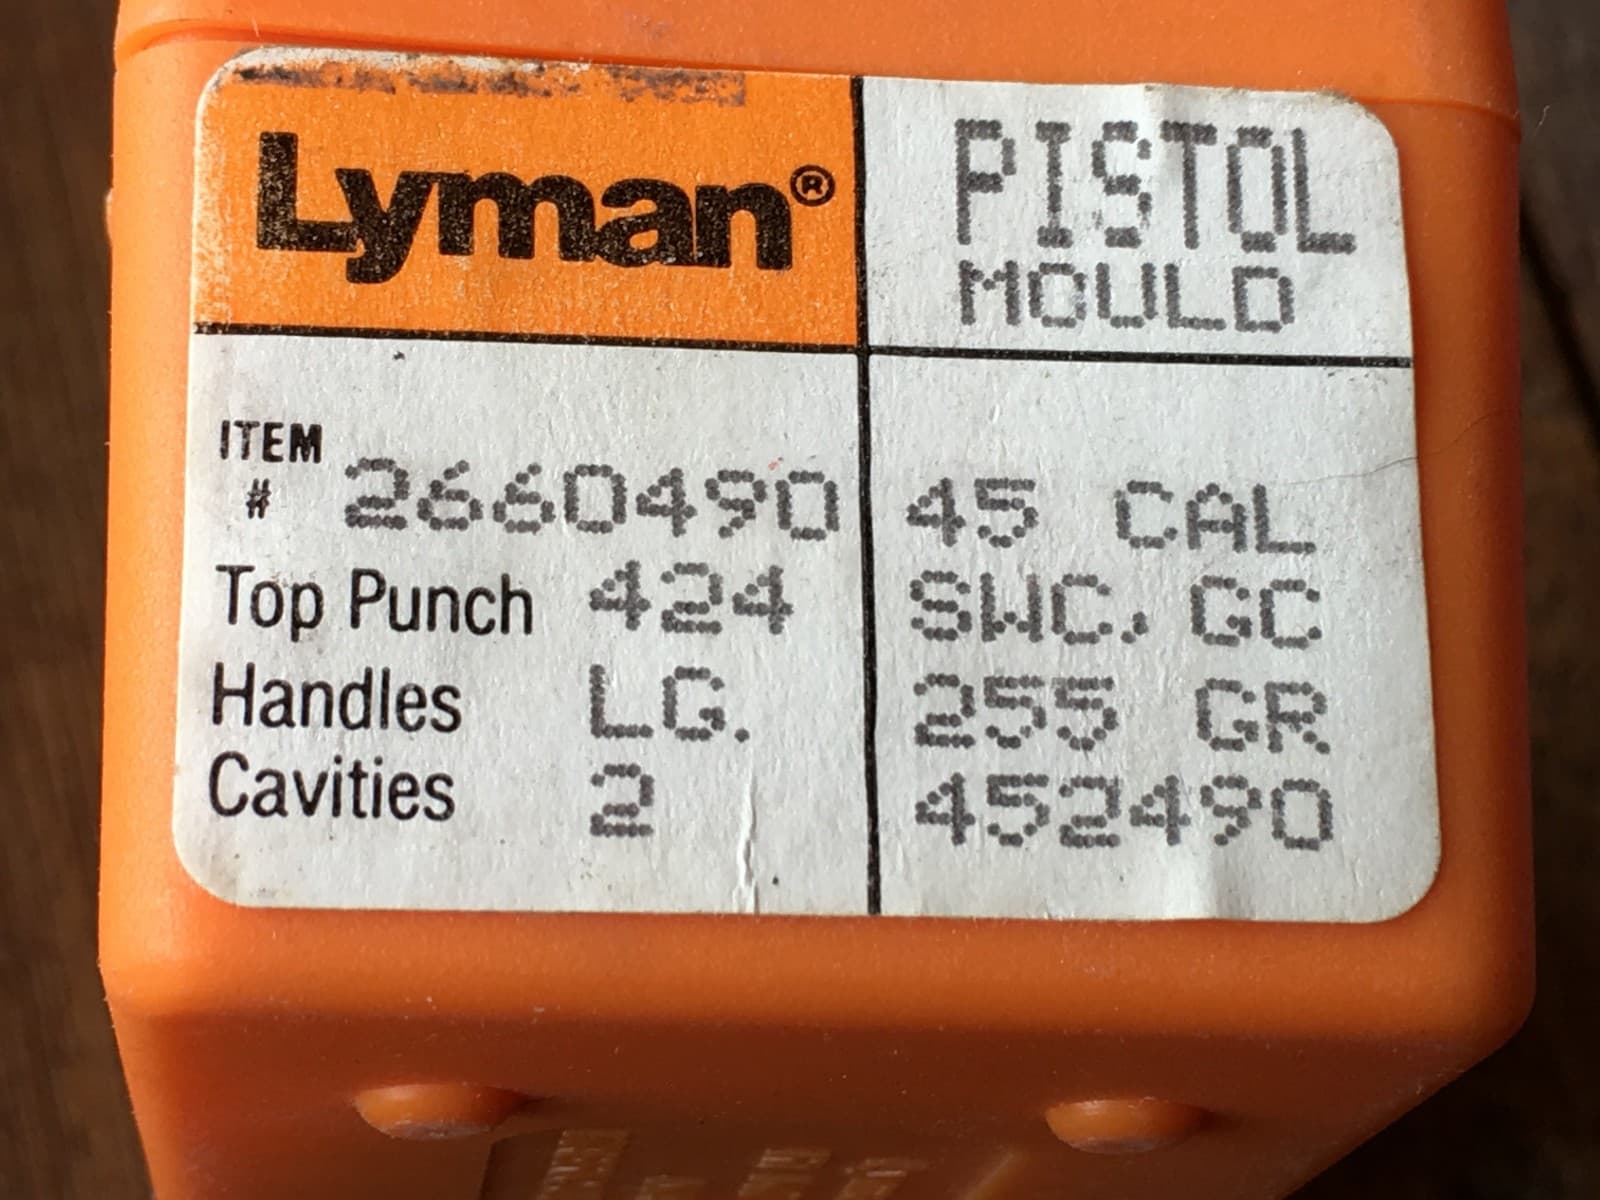 Lyman®
PISTOL
MOULD
ITEM
# 2660490
Top Punch 424
Handles LG.
Cavities 2
45 CAL
SWC, GC
255 GR
452490